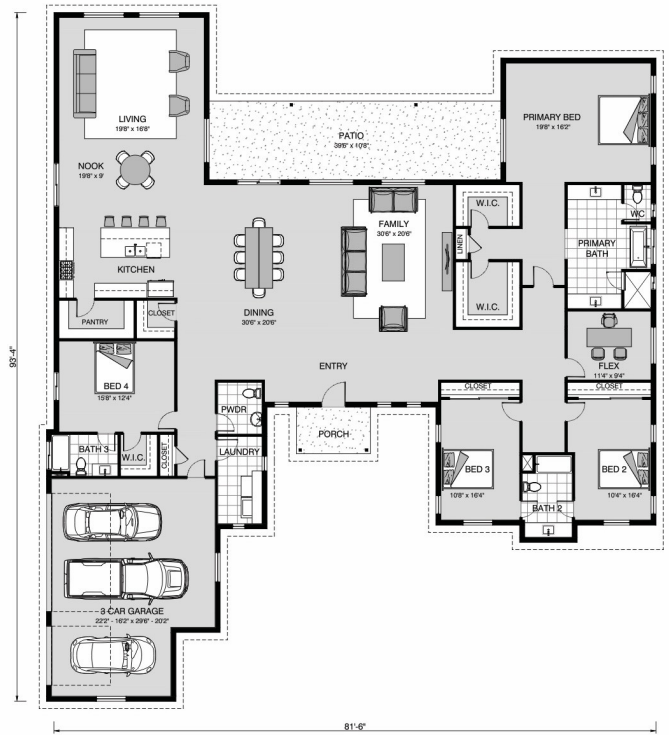 LIVING
19'8" x 16'8"
PATIO
39'6" x 10'8"
PRIMARY BED
19'8" x 16'2"
NOOK
19'8" x 9'
W.I.C.
WC
FAMILY
30'6" x 20'6"
LINEN
PRIMARY
BATH
KITCHEN
W.I.C.
PANTRY
CLOSET
DINING
30'6" x 20'6"
93'-4"
ENTRY
FLEX
11'4" x 9'4"
BED 4
15'8" x 12'4"
CLOSET
CLOSET
PWDR
PORCH
BATH 3
W.I.C.
CLOSET
LAUNDRY
BED 3
10'8" x 16'4"
BED 2
10'4" x 16'4"
BATH 2
3 CAR GARAGE
22'2" - 16'2" x 29'6" - 20'2"
81'-6"